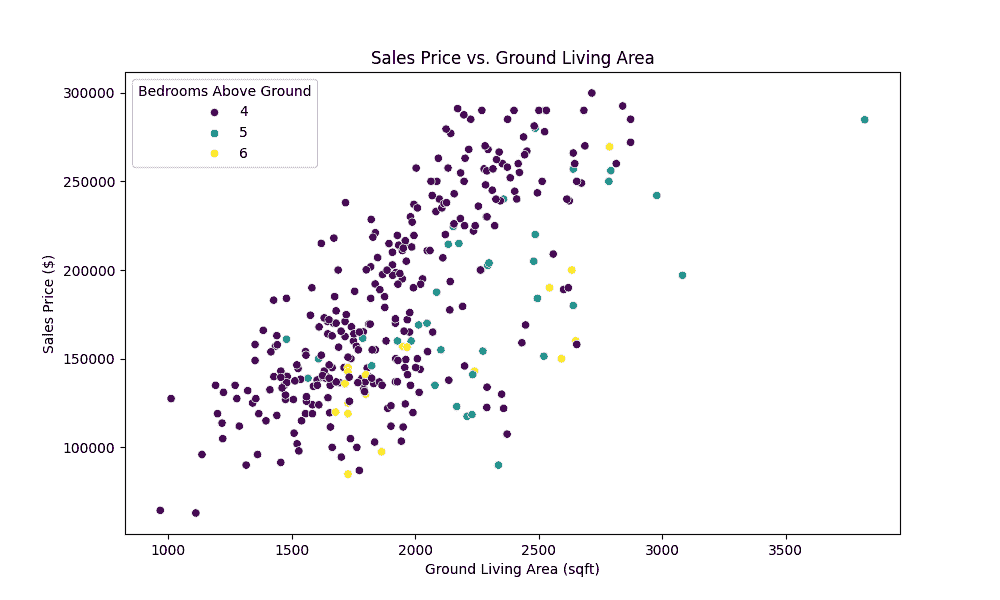 Sales Price vs. Ground Living Area
Bedrooms Above Ground
4
5
6
300000
250000
200000
150000
100000
Sales Price ($)
1000 1500 2000 2500 3000 3500
Ground Living Area (sqft)